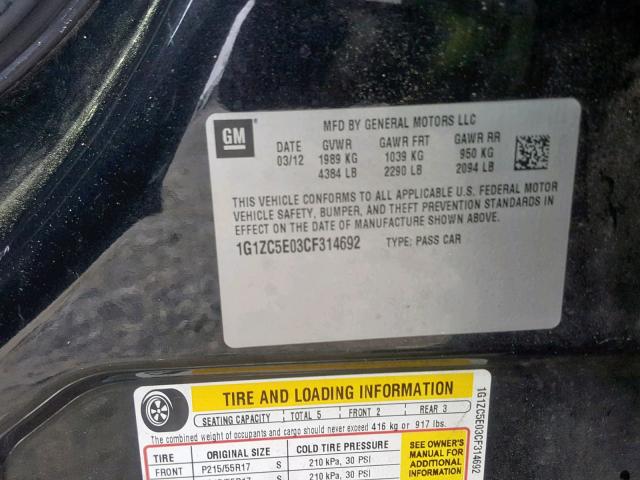 GM
MFD BY GENERAL MOTORS LLC
DATE GVWR GAWR FRT GAWR RR
03/12 1989 KG 1039 KG 950 KG
4384 LB 2290 LB 2094 LB
THIS VEHICLE CONFORMS TO ALL APPLICABLE U.S. FEDERAL MOTOR
VEHICLE SAFETY, BUMPER, AND THEFT PREVENTION STANDARDS IN
EFFECT ON THE DATE OF MANUFACTURE SHOWN ABOVE.
1G1ZC5E03CF314692 TYPE: PASS CAR
TIRE AND LOADING INFORMATION
SEATING CAPACITY TOTAL 5 FRONT 2 REAR 3
The combined weight of occupants and cargo should never exceed 416 kg or 917 lbs.
TIRE ORIGINAL SIZE COLD TIRE PRESSURE
FRONT P215/55R17 S 210 kPa, 30 PSI
S 210 kPa, 30 PSI
SEE OWNER'S
MANUAL FOR
ADDITIONAL
INFORMATION
1G1ZC5E03CF314692